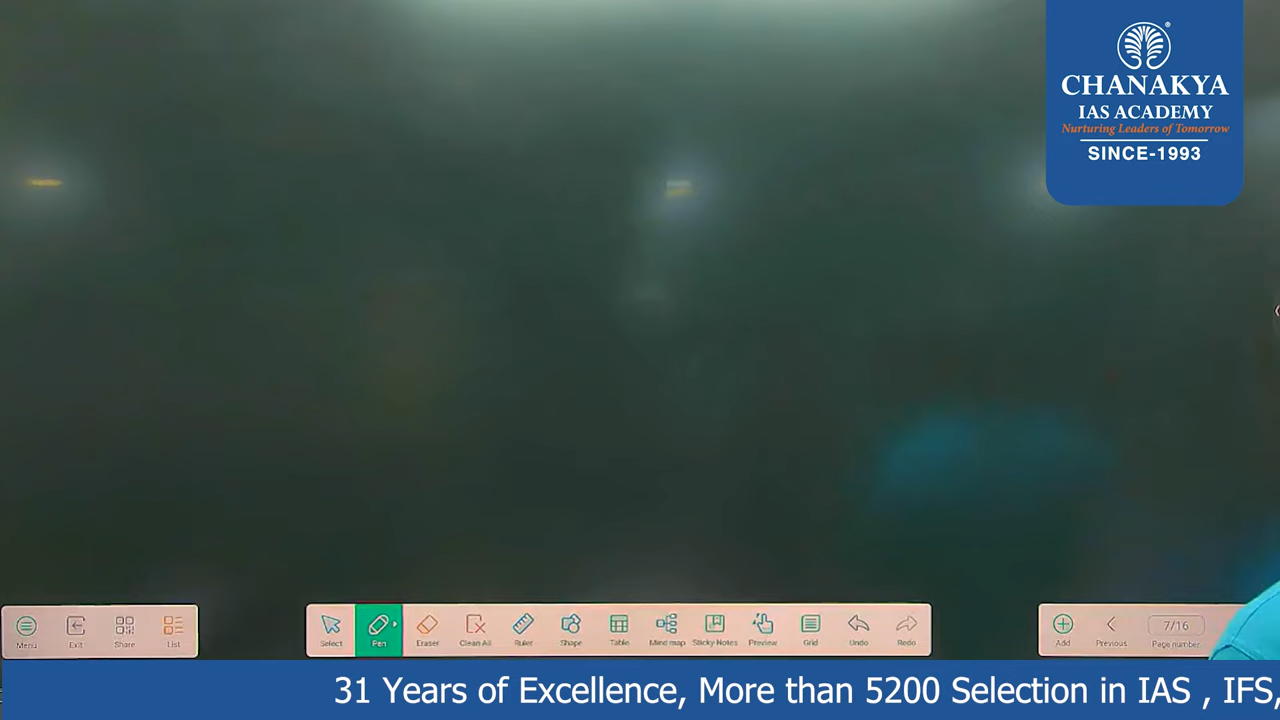 CHANAKYA
IAS ACADEMY
Nurturing Leaders of Tomorrow
SINCE-1993
Menu
Exit
Share
List
Select
Pen
Eraser
Clean All
Ruler
Shape
Table
Mind map
Sticky Notes
Preview
Grid
Undo
Redo
Add
Previous
7/16
Page number
31 Years of Excellence, More than 5200 Selection in IAS , IFS,